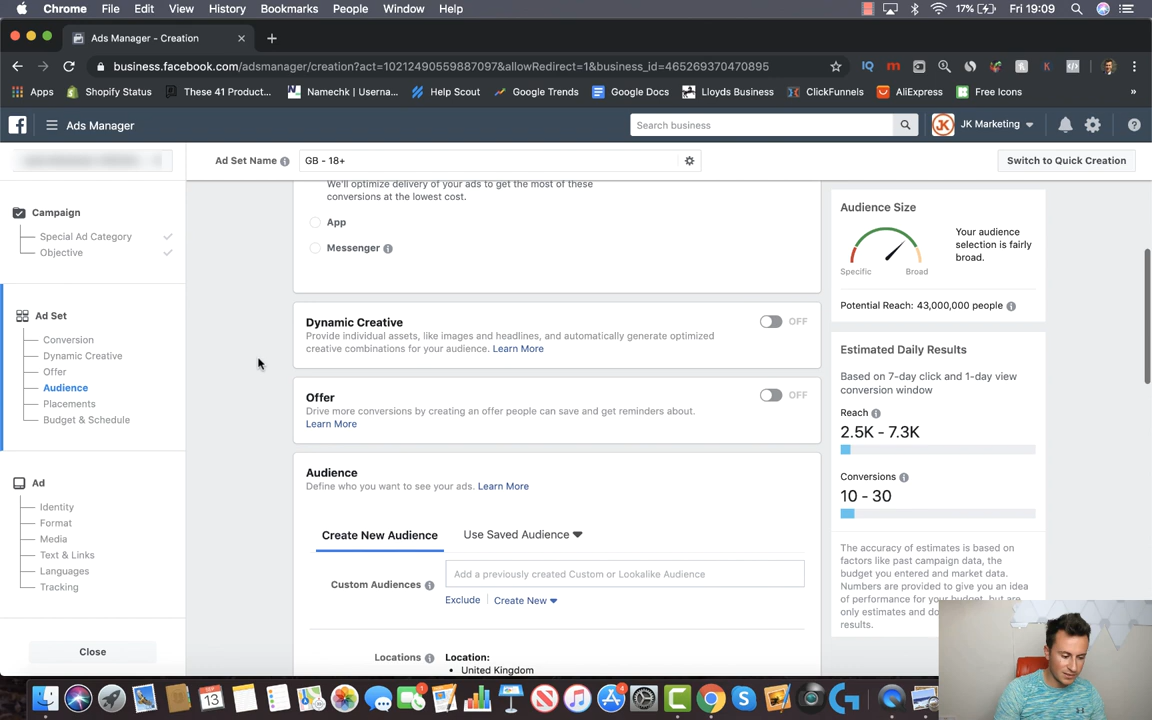 Chrome File Edit View History Bookmarks People Window Help 17% Fri 19:09
Ads Manager - Creation
business.facebook.com/adsmanager/creation?act=10212490559887097&allowRedirect=1&business_id=465269370470895
Apps Shopify Status These 41 Product... Namechk | Userna... Help Scout Google Trends Google Docs Lloyds Business ClickFunnels AliExpress Free Icons »
Ads Manager Search business JK Marketing
Ad Set Name GB - 18+ Switch to Quick Creation
Campaign
Special Ad Category
Objective
Ad Set
Conversion
Dynamic Creative
Offer
Audience
Placements
Budget & Schedule
Ad
Identity
Format
Media
Text & Links
Languages
Tracking
Close
We'll optimize delivery of your ads to get the most of these
conversions at the lowest cost.
App
Messenger
Dynamic Creative OFF
Provide individual assets, like images and headlines, and automatically generate optimized
creative combinations for your audience. Learn More
Offer OFF
Drive more conversions by creating an offer people can save and get reminders about.
Learn More
Audience
Define who you want to see your ads. Learn More
Create New Audience Use Saved Audience
Custom Audiences Add a previously created Custom or Lookalike Audience
Exclude Create New
Locations Location:
• United Kingdom
Audience Size
Your audience
selection is fairly
broad.
Specific Broad
Potential Reach: 43,000,000 people
Estimated Daily Results
Based on 7-day click and 1-day view
conversion window
Reach
2.5K - 7.3K
Conversions
10 - 30
The accuracy of estimates is based on
factors like past campaign data, the
budget you entered and market data.
Numbers are provided to give you an idea
of performance for your budget, but are
only estimates and do
results.